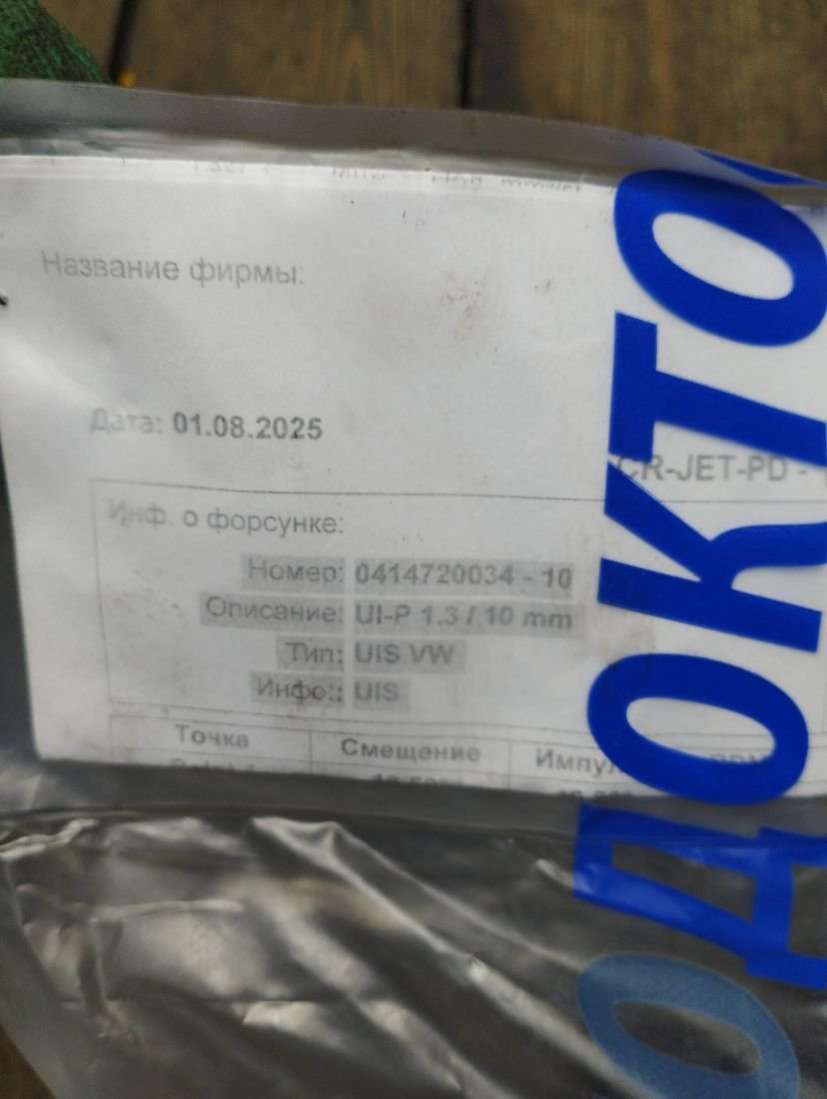 Название фирмы:
Дата: 01.08.2025
CR-JET-PD -
Инф. о форсунке:
Номер: 0414720034 - 10
Описание: UI-P 1.3 / 10 mm
Тип: UIS VW
Инфо:: UIS
Точка Смещение
ОДОКТО